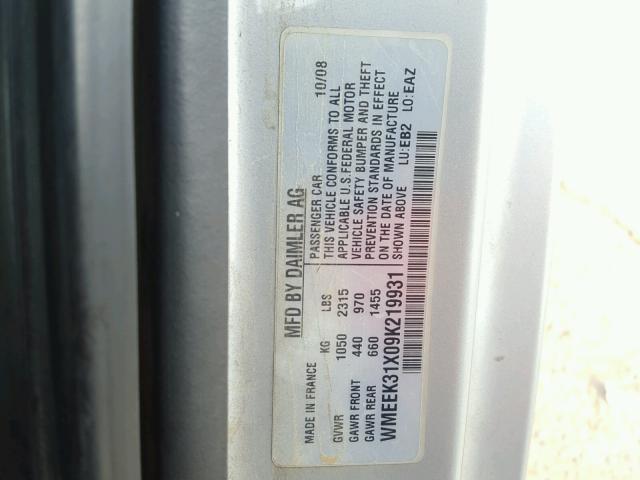 MFD BY DAIMLER AG
MADE IN FRANCE
PASSENGER CAR
10/08
KG LBS
GVWR 1050 2315
GAWR FRONT 440 970
GAWR REAR 660 1455
THIS VEHICLE CONFORMS TO ALL
APPLICABLE U.S. FEDERAL MOTOR
VEHICLE SAFETY BUMPER AND THEFT
PREVENTION STANDARDS IN EFFECT
ON THE DATE OF MANUFACTURE
SHOWN ABOVE
WMEEK31X09K219931
LU:EB2 LO:EAZ